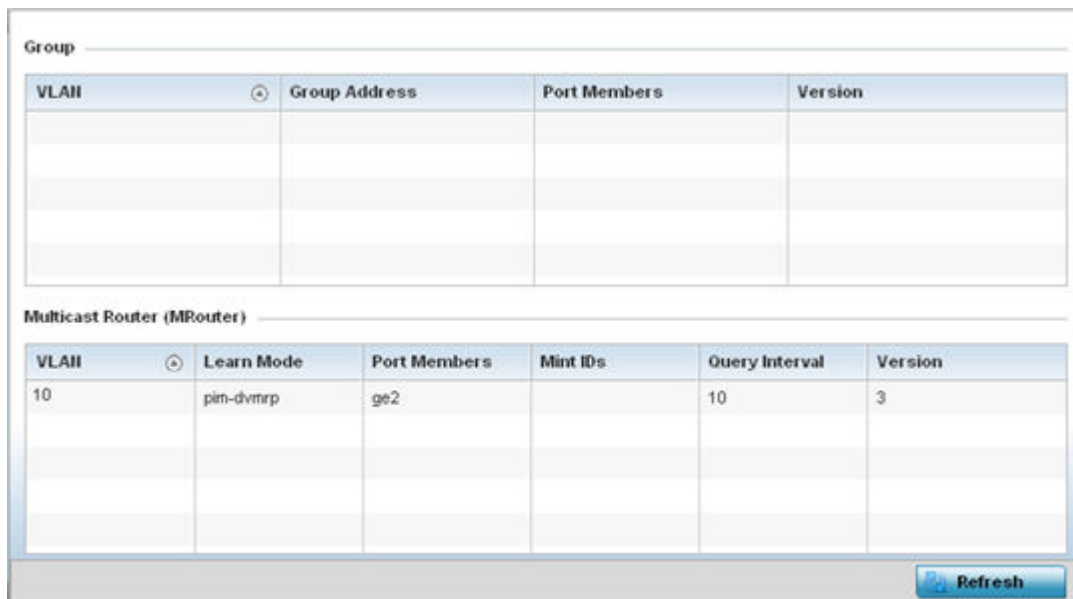 Group
VLAN Group Address Port Members Version
Multicast Router (MRouter)
VLAN Learn Mode Port Members Mint IDs Query Interval Version
10 pim-dvmrp ge2 10 3
Refresh